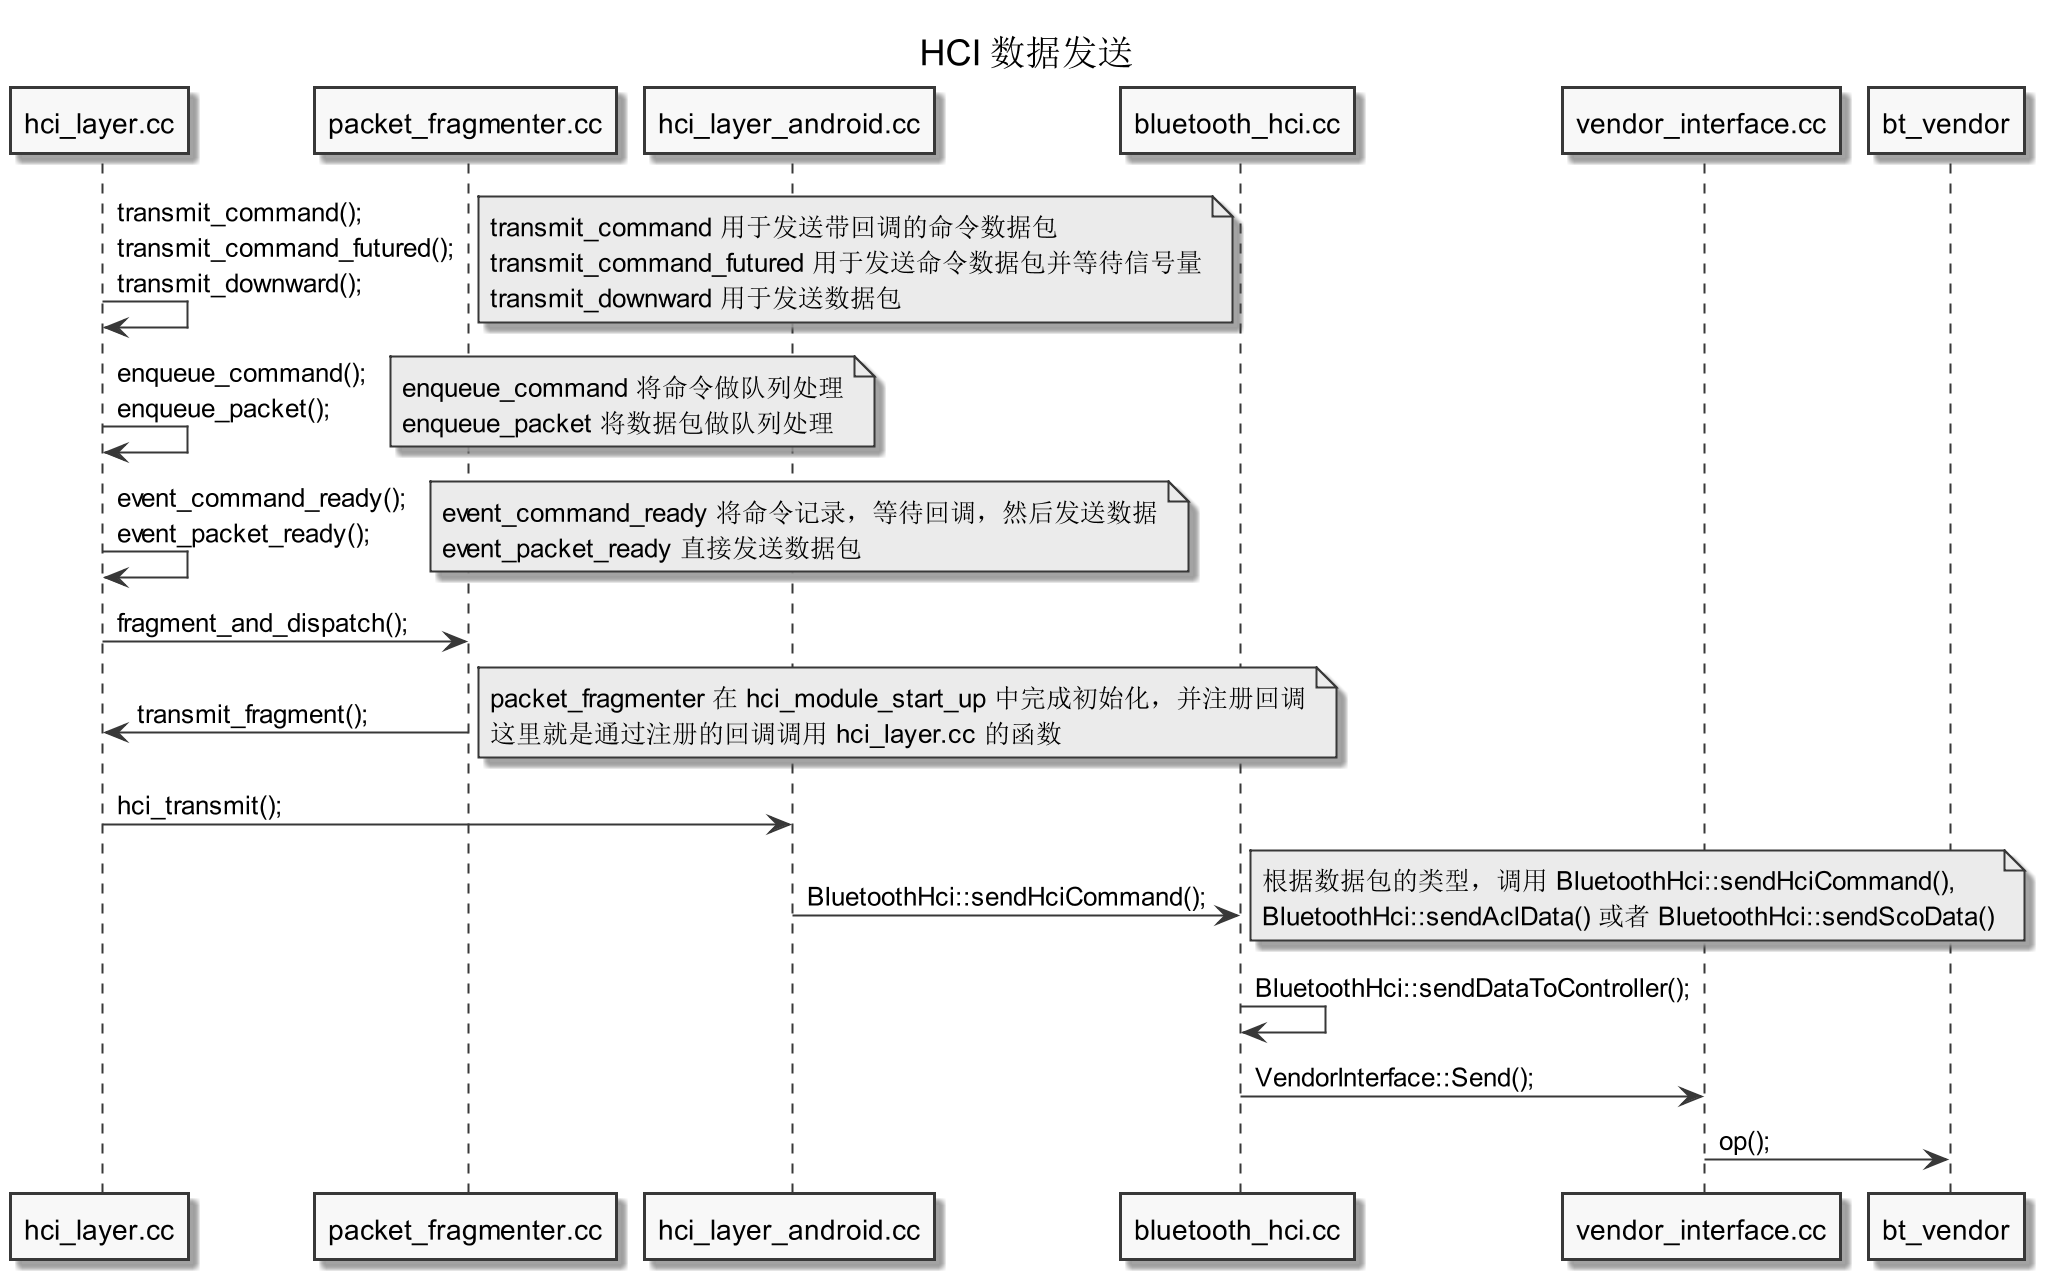 HCI 数据发送
hci_layer.cc
packet_fragmenter.cc
hci_layer_android.cc
bluetooth_hci.cc
vendor_interface.cc
bt_vendor
transmit_command();
transmit_command_futured();
transmit_downward();
transmit_command 用于发送带回调的命令数据包
transmit_command_futured 用于发送命令数据包并等待信号量
transmit_downward 用于发送数据包
enqueue_command();
enqueue_packet();
enqueue_command 将命令做队列处理
enqueue_packet 将数据包做队列处理
event_command_ready();
event_packet_ready();
event_command_ready 将命令记录，等待回调，然后发送数据
event_packet_ready 直接发送数据包
fragment_and_dispatch();
transmit_fragment();
packet_fragmenter 在 hci_module_start_up 中完成初始化，并注册回调
这里就是通过注册的回调调用 hci_layer.cc 的函数
hci_transmit();
BluetoothHci::sendHciCommand();
根据数据包的类型，调用 BluetoothHci::sendHciCommand(),
BluetoothHci::sendAclData() 或者 BluetoothHci::sendScoData()
BluetoothHci::sendDataToController();
VendorInterface::Send();
op();
hci_layer.cc
packet_fragmenter.cc
hci_layer_android.cc
bluetooth_hci.cc
vendor_interface.cc
bt_vendor